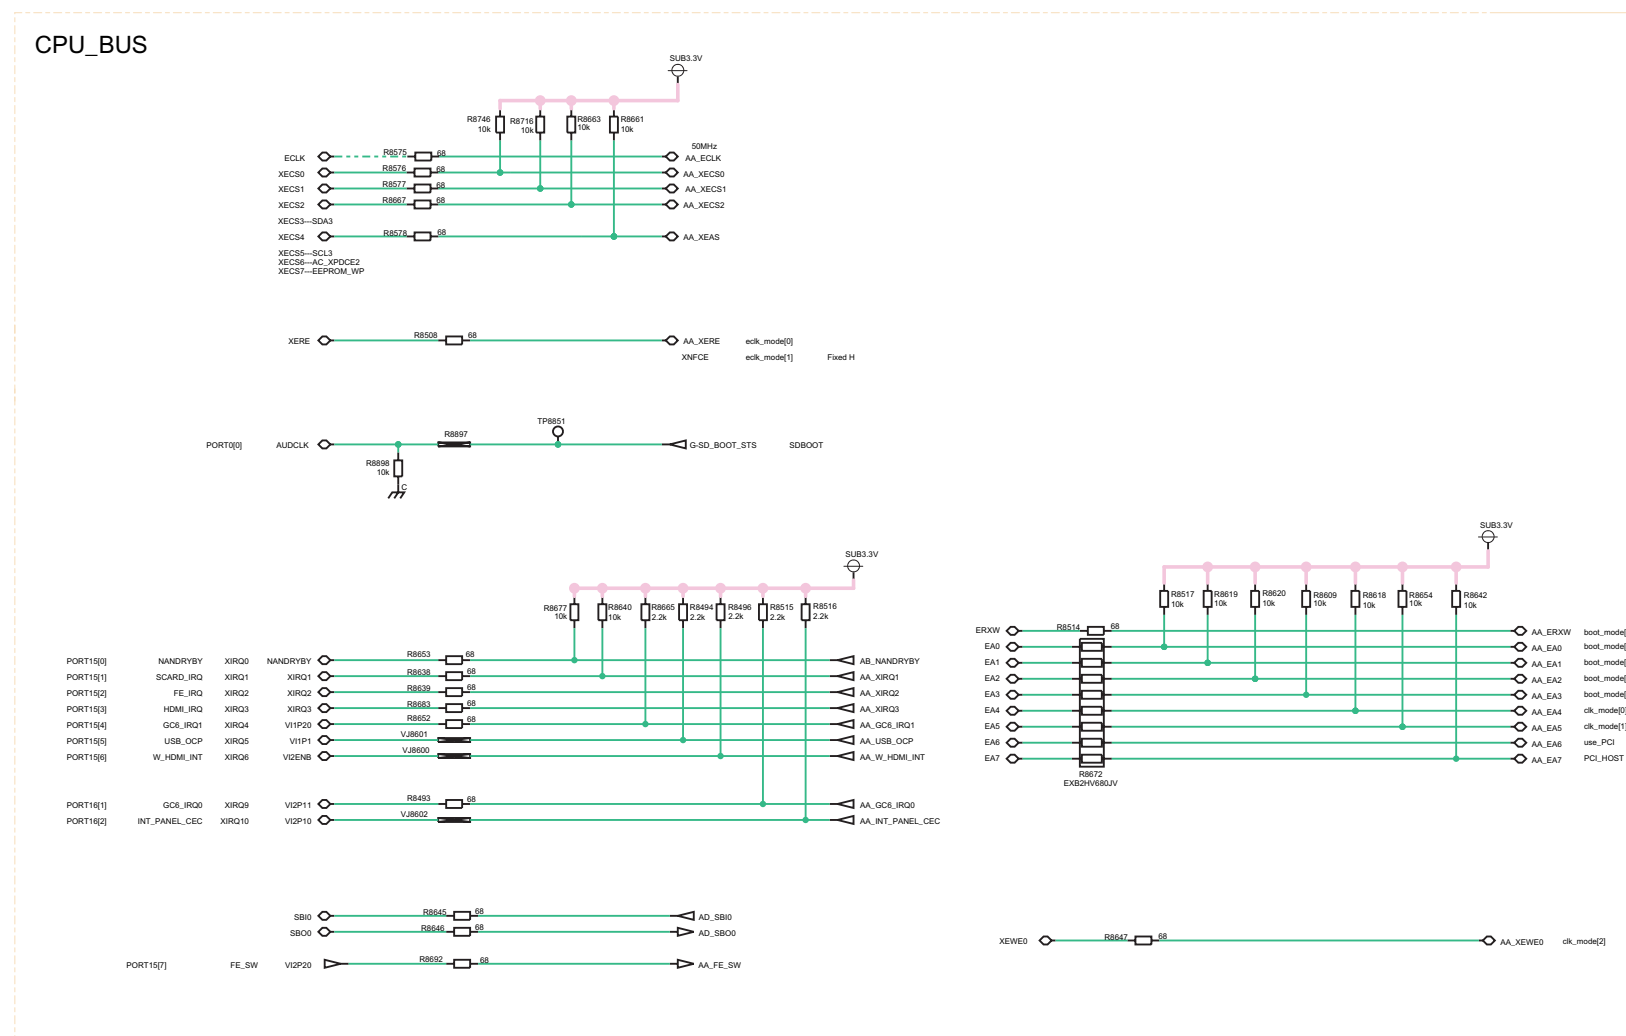 CPU_BUS
SUB3.3V
R8746 10k R8716 10k R8663 10k R8661 10k
50MHz
ECLK R8575 68 AA_ECLK
XECS0 R8576 68 AA_XECS0
XECS1 R8577 68 AA_XECS1
XECS2 R8667 68 AA_XECS2
XECS3---SDA3
XECS4 R8578 68 AA_XEAS
XECS5---SCL3
XECS6---AC_XPDCE2
XECS7---EEPROM_WP
XERE R8508 68 AA_XERE eclk_mode[0]
XNFCE eclk_mode[1] Fixed H
TP8851
PORT0[0] AUDCLK R8897 G-SD_BOOT_STS SDBOOT
R8898
10k
C
SUB3.3V
R8677 10k R8640 10k R8665 2.2k R8494 2.2k R8496 2.2k R8515 2.2k R8516 2.2k
PORT15[0] NANDRYBY XIRQ0 NANDRYBY R8653 68 AB_NANDRYBY
PORT15[1] SCARD_IRQ XIRQ1 XIRQ1 R8638 68 AA_XIRQ1
PORT15[2] FE_IRQ XIRQ2 XIRQ2 R8639 68 AA_XIRQ2
PORT15[3] HDMI_IRQ XIRQ3 XIRQ3 R8683 68 AA_XIRQ3
PORT15[4] GC6_IRQ1 XIRQ4 VI1P20 R8652 68 AA_GC6_IRQ1
PORT15[5] USB_OCP XIRQ5 VI1P1 VJ8601 AA_USB_OCP
PORT15[6] W_HDMI_INT XIRQ6 VI2ENB VJ8600 AA_W_HDMI_INT
PORT16[1] GC6_IRQ0 XIRQ9 VI2P11 R8493 68 AA_GC6_IRQ0
PORT16[2] INT_PANEL_CEC XIRQ10 VI2P10 VJ8602 AA_INT_PANEL_CEC
SUB3.3V
R8517 10k R8619 10k R8620 10k R8609 10k R8618 10k R8654 10k R8642 10k
ERXW R8514 68 AA_ERXW boot_mode[
EA0 AA_EA0 boot_mode[
EA1 AA_EA1 boot_mode[
EA2 AA_EA2 boot_mode[
EA3 AA_EA3 boot_mode[
EA4 AA_EA4 clk_mode[0]
EA5 AA_EA5 clk_mode[1]
EA6 AA_EA6 use_PCI
EA7 AA_EA7 PCI_HOST
R8672
EXB2HV680JV
SBI0 R8645 68 AD_SBI0
SBO0 R8646 68 AD_SBO0
PORT15[7] FE_SW VI2P20 R8692 68 AA_FE_SW
XEWE0 R8647 68 AA_XEWE0 clk_mode[2]